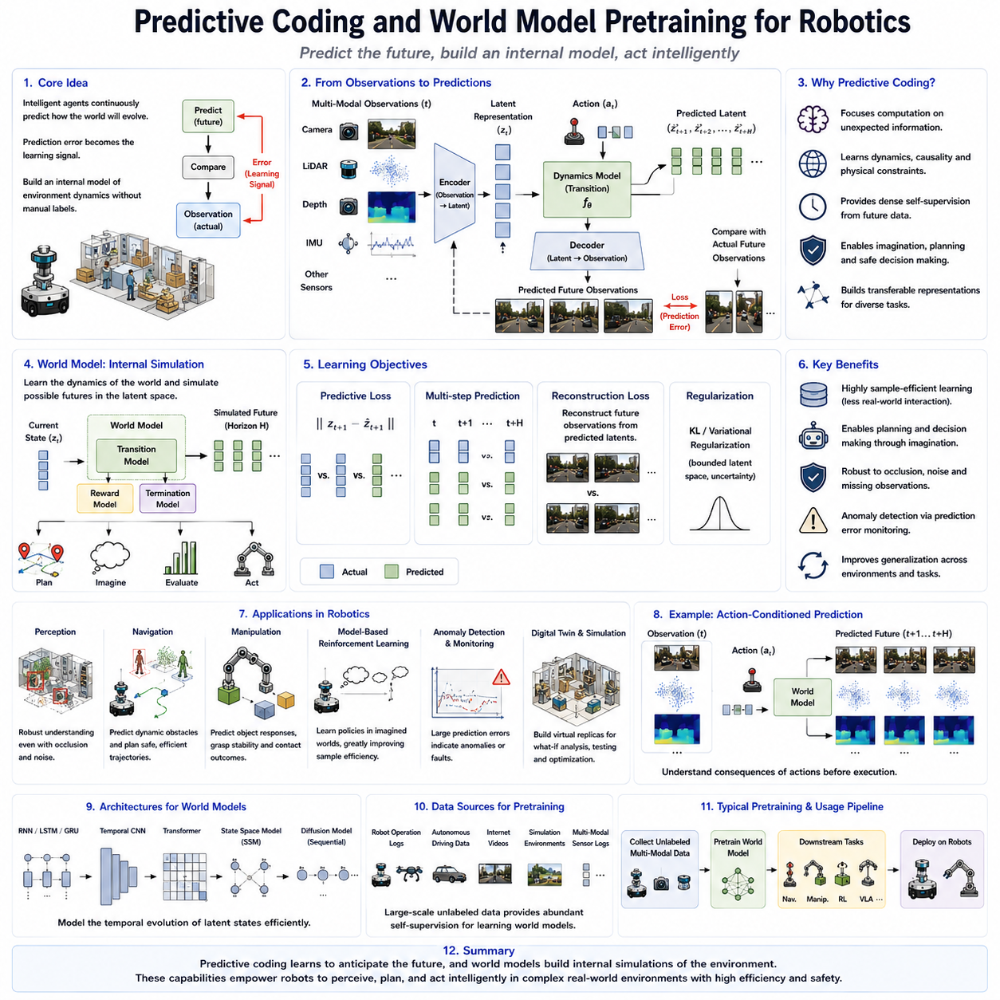 Predictive Coding and World Model Pretraining for Robotics
Predict the future, build an internal model, act intelligently
1. Core Idea
Intelligent agents continuously
predict how the world will evolve.
Prediction error becomes the
learning signal.
Build an internal model of
environment dynamics without
manual labels.
Predict
(future)
Compare
Observation
(actual)
Error
(Learning
Signal)
2. From Observations to Predictions
Multi-Modal Observations (t)
Camera
LiDAR
Depth
IMU
Other
Sensors
...
Encoder
(Observation
→ Latent)
Latent
Representation
(z_t)
Action (a_t)
Dynamics Model
(Transition)
f_θ
Decoder
(Latent → Observation)
Predicted Latent
(ẑ_{t+1}, ẑ_{t+2}, ..., ẑ_{t+H})
...
Compare with
Actual Future
Observations
Predicted Future Observations
Loss
(Prediction
Error)
...
3. Why Predictive Coding?
Focuses computation on
unexpected information.
Learns dynamics, causality and
physical constraints.
Provides dense self-supervision
from future data.
Enables imagination, planning
and safe decision making.
Builds transferable representations
for diverse tasks.
4. World Model: Internal Simulation
Learn the dynamics of the world and simulate
possible futures in the latent space.
Current
State (z_t)
World Model
Transition
Model
Reward
Model
Termination
Model
Simulated Future
(Horizon H)
...
Plan
Imagine
Evaluate
Act
5. Learning Objectives
Predictive Loss
|| z_{t+1} − ẑ_{t+1} ||
vs.
vs.
...
Multi-step Prediction
t t+1 ... t+H
vs.
vs.
vs.
Reconstruction Loss
Reconstruct future
observations from
predicted latents.
...
vs.
...
Regularization
KL / Variational
Regularization
(bounded latent
space, uncertainty)
Actual
Predicted
6. Key Benefits
Highly sample-efficient learning
(less real-world interaction).
Enables planning and decision
making through imagination.
Robust to occlusion, noise and
missing observations.
Anomaly detection via prediction
error monitoring.
Improves generalization across
environments and tasks.
7. Applications in Robotics
Perception
Robust understanding
even with occlusion
and noise.
Navigation
Predict dynamic obstacles
and plan safe, efficient
trajectories.
Manipulation
Predict object responses,
grasp stability and contact
outcomes.
Model-Based
Reinforcement Learning
Learn policies in imagined
worlds, greatly improving
sample efficiency.
Anomaly Detection
& Monitoring
Large prediction errors
indicate anomalies or
faults.
Digital Twin & Simulation
Build virtual replicas for
what-if analysis, testing
and optimization.
8. Example: Action-Conditioned Prediction
Observation (t)
...
Action (a_t)
World
Model
Predicted Future (t+1... t+H)
... ... ...
Understand consequences of actions before execution.
9. Architectures for World Models
RNN / LSTM / GRU
Temporal CNN
Transformer
State Space Model
(SSM)
Diffusion Model
(Sequential)
Model the temporal evolution of latent states efficiently.
10. Data Sources for Pretraining
Robot Operation
Logs
Autonomous
Driving Data
Internet
Videos
Simulation
Environments
Multi-Modal
Sensor Logs
...
Large-scale unlabeled data provides abundant
self-supervision for learning world models.
11. Typical Pretraining & Usage Pipeline
Collect Unlabeled
Multi-Modal Data
Pretrain World
Model
Downstream Tasks
Nav. Manip. RL VLA ...
Deploy on Robots
12. Summary
Predictive coding learns to anticipate the future, and world models build internal simulations of the environment.
These capabilities empower robots to perceive, plan, and act intelligently in complex real-world environments with high efficiency and safety.